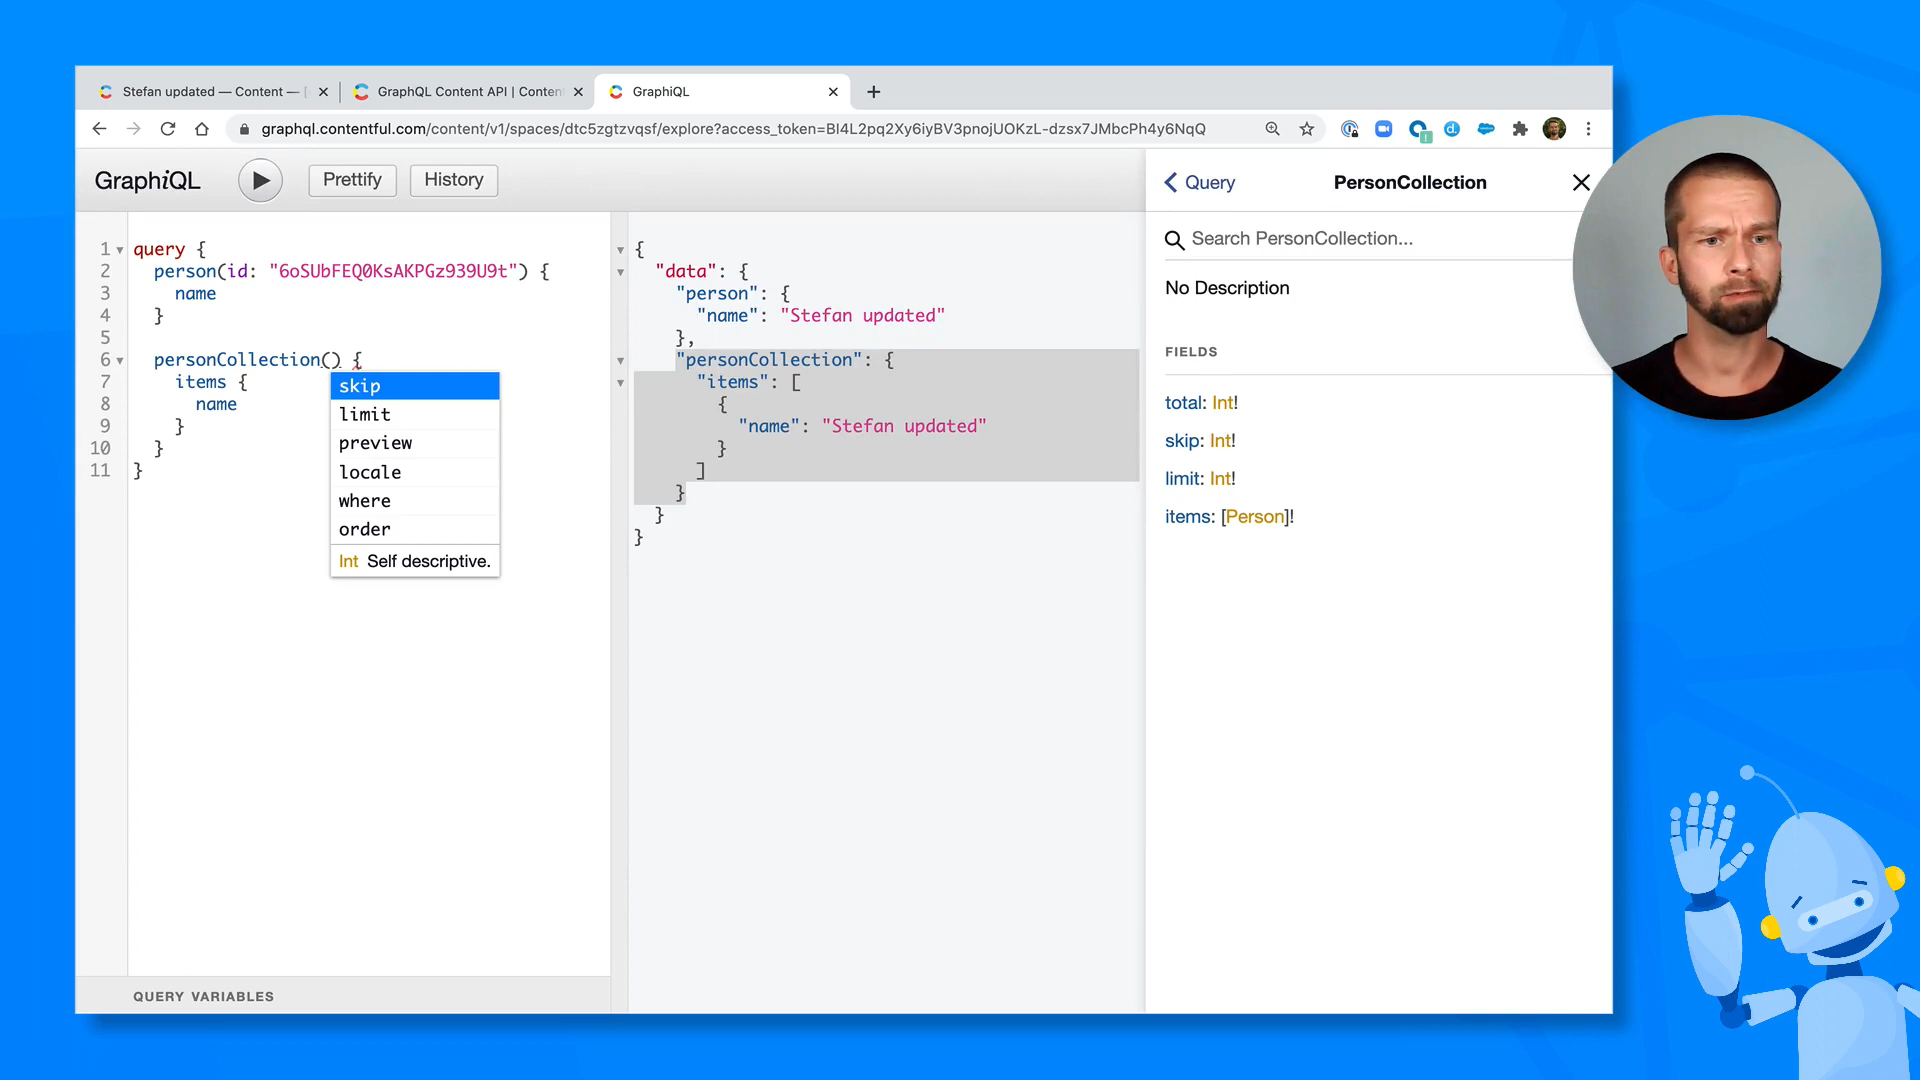 Stefan updated — Content — [
GraphQL Content API | Conten
GraphiQL
graphql.contentful.com/content/v1/spaces/dtc5zgtzvqsf/explore?access_token=BI4L2pq2Xy6iyBV3pnojUOKzL-dzsx7JMbcPh4y6NqQ
GraphiQL
Prettify
History
1 query {
2 person(id: "6oSUbFEQ0KsAKPGz939U9t") {
3 name
4 }
5
6 personCollection() {
7 items {
8 name
9 }
10 }
11 }
skip
limit
preview
locale
where
order
Int Self descriptive.
QUERY VARIABLES
{
"data": {
"person": {
"name": "Stefan updated"
},
"personCollection": {
"items": [
{
"name": "Stefan updated"
}
]
}
}
}
Query
PersonCollection
Search PersonCollection...
No Description
FIELDS
total: Int!
skip: Int!
limit: Int!
items: [Person]!